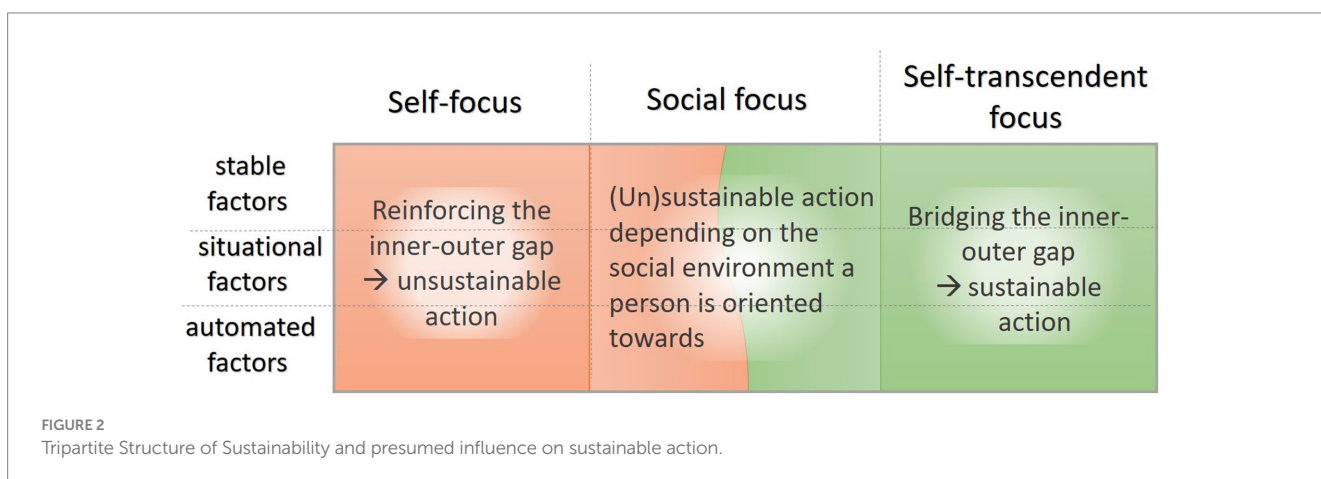 Self-focus
Social focus
Self-transcendent
focus
stable
factors
situational
factors
automated
factors
Reinforcing the
inner-outer gap
→ unsustainable
action
(Un)sustainable action
depending on the
social environment a
person is oriented
towards
Bridging the inner-
outer gap
→ sustainable
action
FIGURE 2
Tripartite Structure of Sustainability and presumed influence on sustainable action.